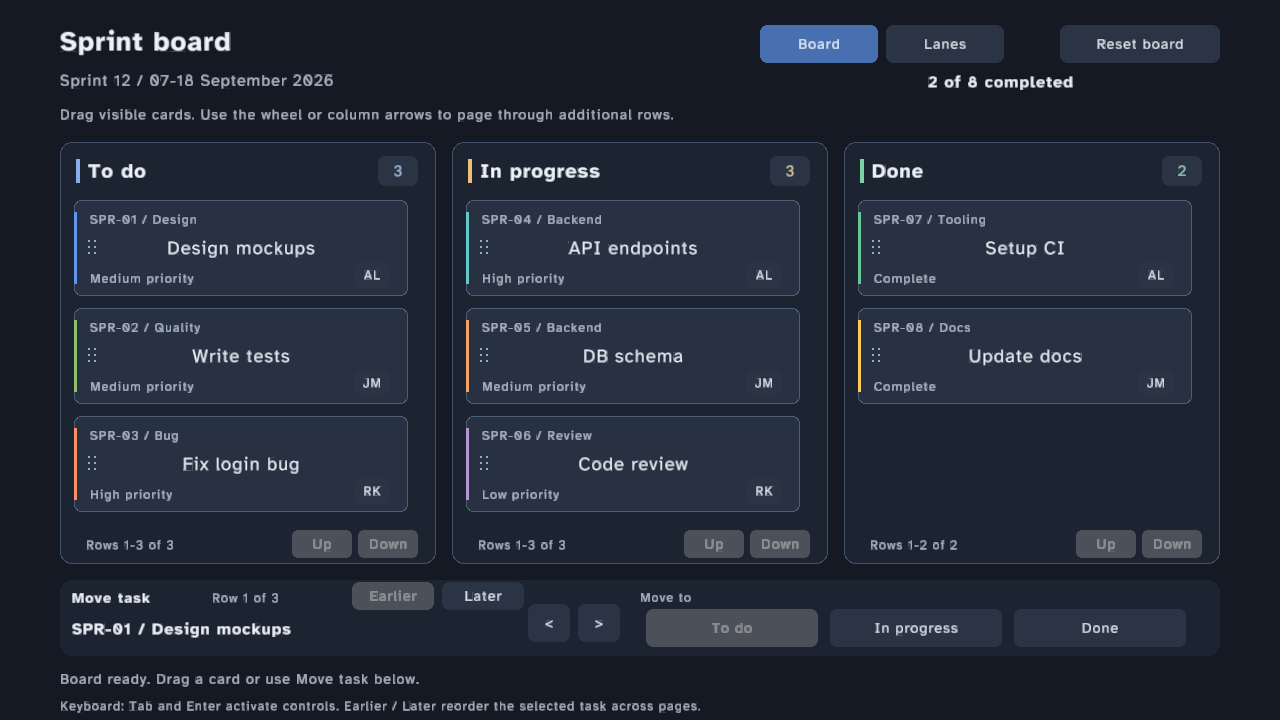 Sprint board
Board
Lanes
Reset board
Sprint 12 / 07-18 September 2026
2 of 8 completed
Drag visible cards. Use the wheel or column arrows to page through additional rows.
To do
3
SPR-01 / Design
Design mockups
Medium priority
AL
SPR-02 / Quality
Write tests
Medium priority
JM
SPR-03 / Bug
Fix login bug
High priority
RK
Rows 1-3 of 3
Up
Down
In progress
3
SPR-04 / Backend
API endpoints
High priority
AL
SPR-05 / Backend
DB schema
Medium priority
JM
SPR-06 / Review
Code review
Low priority
RK
Rows 1-3 of 3
Up
Down
Done
2
SPR-07 / Tooling
Setup CI
Complete
AL
SPR-08 / Docs
Update docs
Complete
JM
Rows 1-2 of 2
Up
Down
Move task
Row 1 of 3
Earlier
Later
SPR-01 / Design mockups
<
>
Move to
To do
In progress
Done
Board ready. Drag a card or use Move task below.
Keyboard: Tab and Enter activate controls. Earlier / Later reorder the selected task across pages.